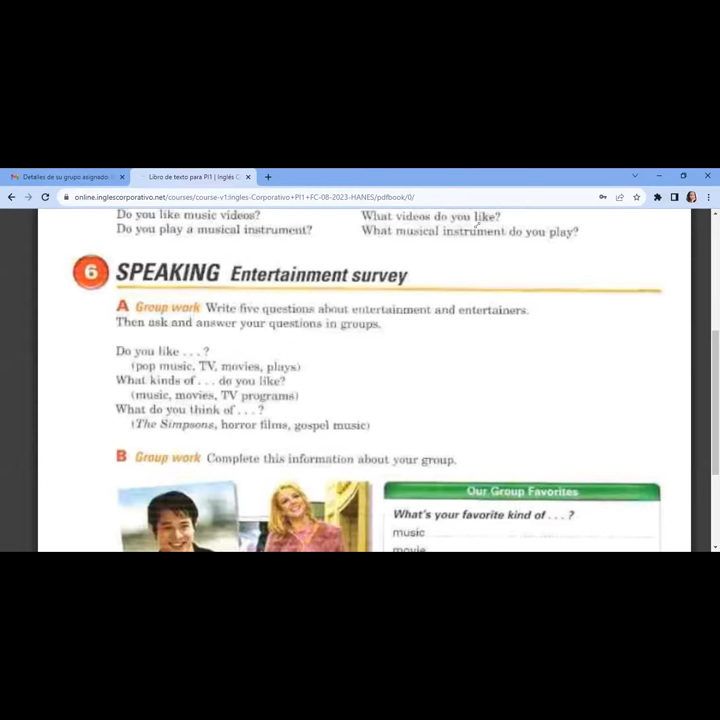 Detalles de su grupo asignado
Libro de texto para PI1 | Inglés C
online.inglescorporativo.net/courses/course-v1:Ingles-Corporativo+PI1+FC-08-2023-HANES/pdfbook/0/
Do you like music videos? What videos do you like?
Do you play a musical instrument? What musical instrument do you play?
6 SPEAKING Entertainment survey
A Group work Write five questions about entertainment and entertainers.
Then ask and answer your questions in groups.
Do you like . . . ?
(pop music, TV, movies, plays)
What kinds of . . . do you like?
(music, movies, TV programs)
What do you think of . . . ?
(The Simpsons, horror films, gospel music)
B Group work Complete this information about your group.
Our Group Favorites
What's your favorite kind of . . . ?
music
movie